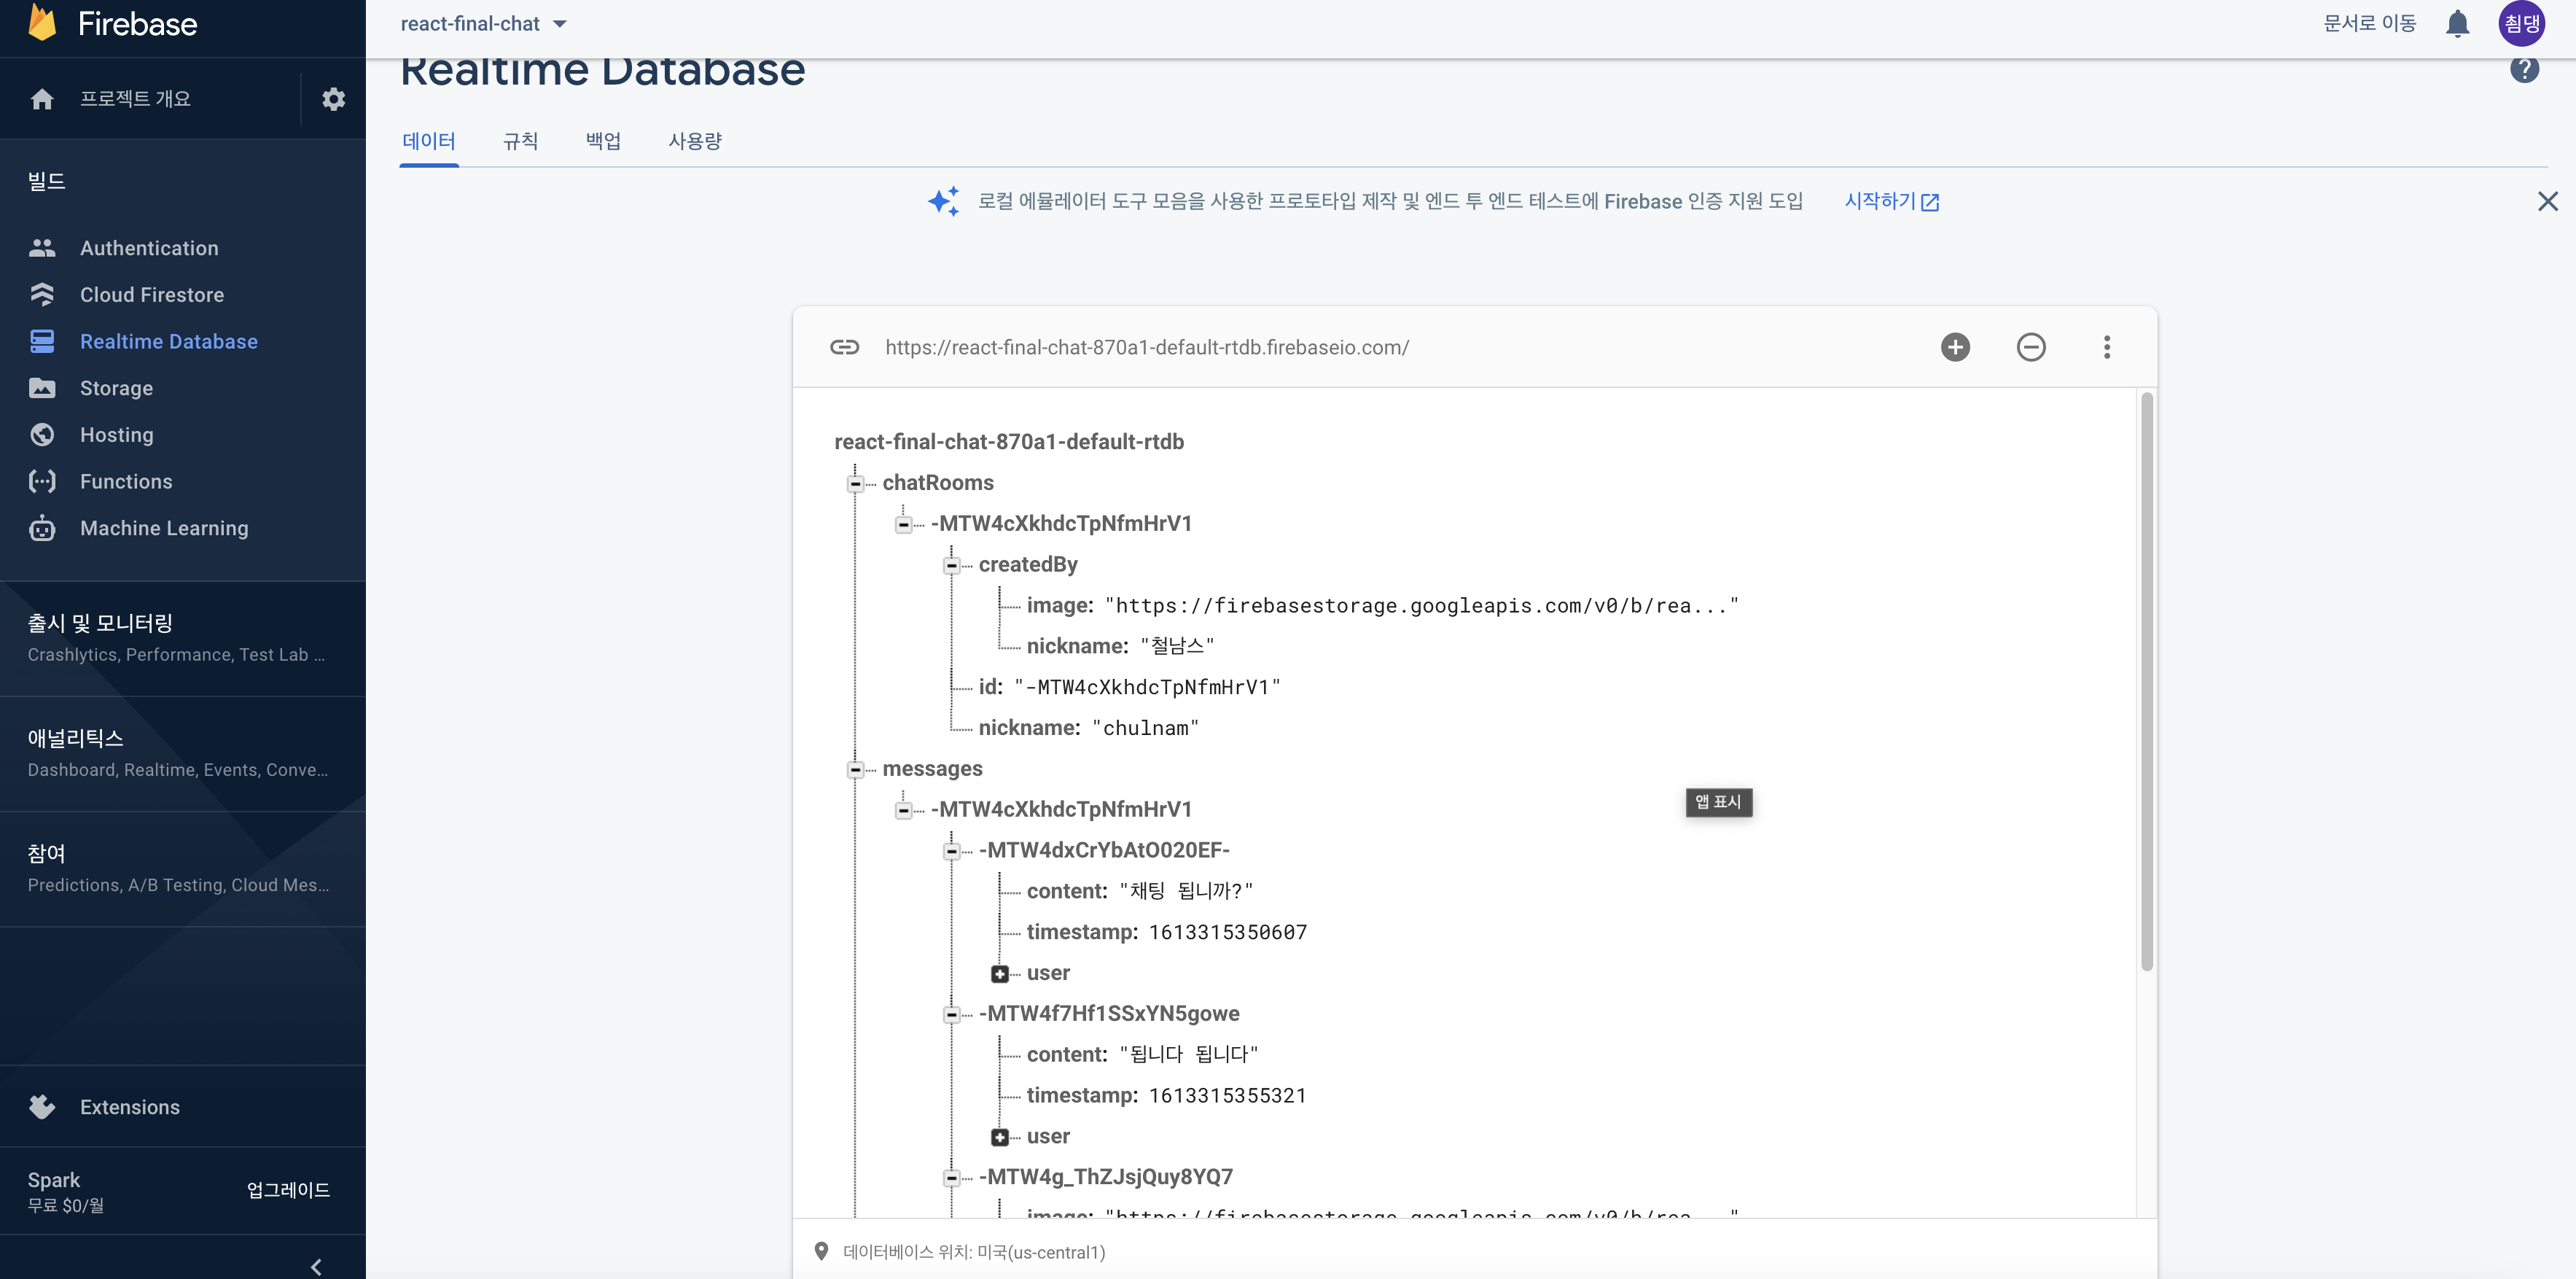 Firebase
react-final-chat
문서로 이동
최댕
Realtime Database
프로젝트 개요
데이터 규칙 백업 사용량
빌드
로컬 에뮬레이터 도구 모음을 사용한 프로토타입 제작 및 엔드 투 엔드 테스트에 Firebase 인증 지원 도입 시작하기
Authentication
Cloud Firestore
Realtime Database
Storage
Hosting
Functions
Machine Learning
출시 및 모니터링
Crashlytics, Performance, Test Lab ...
애널리틱스
Dashboard, Realtime, Events, Conve...
참여
Predictions, A/B Testing, Cloud Mes...
Extensions
Spark
무료 $0/월
업그레이드
https://react-final-chat-870a1-default-rtdb.firebaseio.com/
react-final-chat-870a1-default-rtdb
chatRooms
-MTW4cXkhdcTpNfmHrV1
createdBy
image: "https://firebasestorage.googleapis.com/v0/b/rea..."
nickname: "철남스"
id: "-MTW4cXkhdcTpNfmHrV1"
nickname: "chulnam"
messages
-MTW4cXkhdcTpNfmHrV1
앱 표시
-MTW4dxCrYbAtO020EF-
content: "채팅 됩니까?"
timestamp: 1613315350607
user
-MTW4f7Hf1SSxYN5gowe
content: "됩니다 됩니다"
timestamp: 1613315355321
user
-MTW4g_ThZJsjQuy8YQ7
image: "https://firebasestorage.googleapis.com/v0/b/rea..."
데이터베이스 위치: 미국(us-central1)